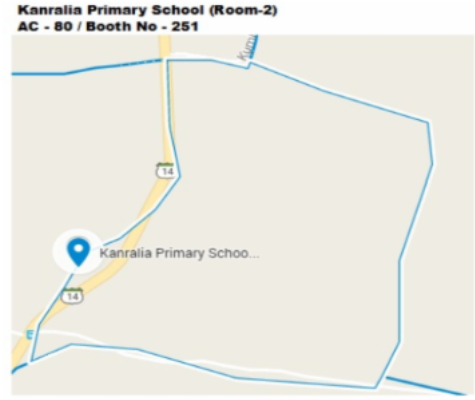 Kanralia Primary School (Room-2)
AC - 80 / Booth No - 251
14
Kanralia Primary Schoo...
14